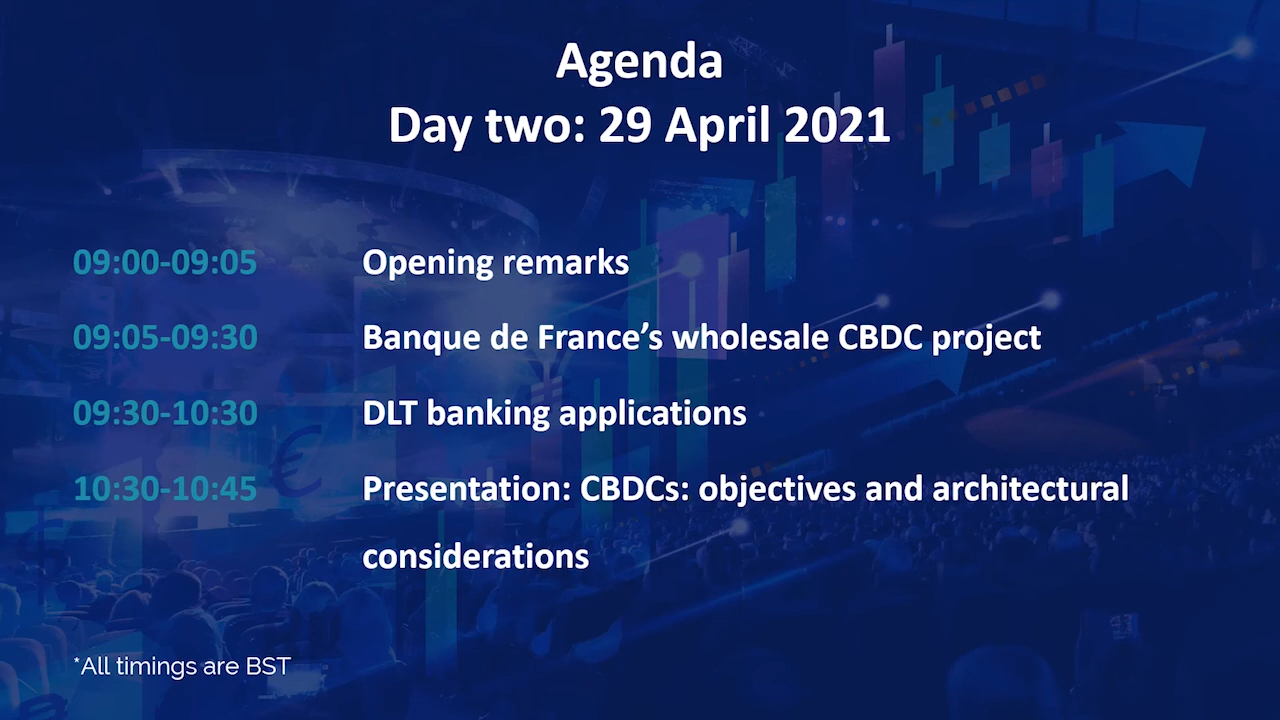 Agenda
Day two: 29 April 2021
09:00-09:05 Opening remarks
09:05-09:30 Banque de France’s wholesale CBDC project
09:30-10:30 DLT banking applications
10:30-10:45 Presentation: CBDCs: objectives and architectural
considerations
*All timings are BST